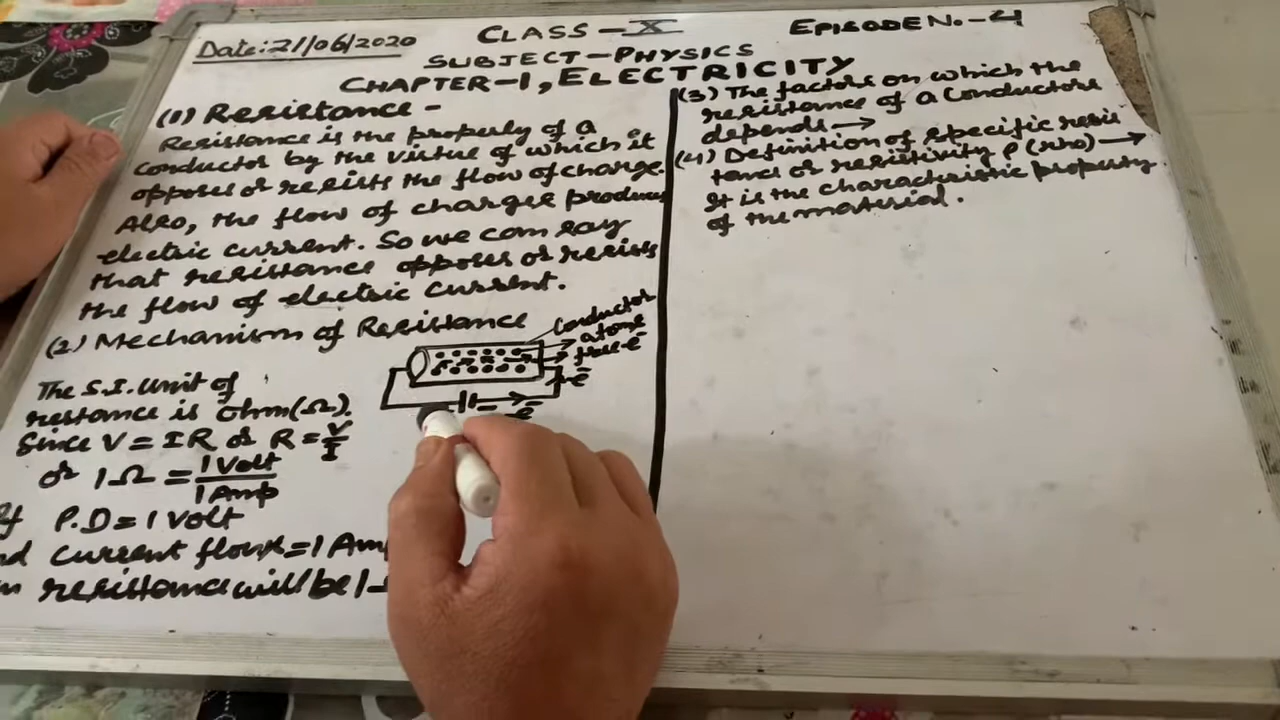 Date:21/06/2020
CLASS-X
EPISODE No.-4
SUBJECT-PHYSICS
CHAPTER-1, ELECTRICITY
(1) Resistance -
Resistance is the property of a
conductor by the virtue of which it
opposes or resists the flow of charge.
Also, the flow of charges produces
electric current. So we can say
that resistance opposes or resists
the flow of electric current.
(2) Mechanism of Resistance
conductor
atoms
free-e̅
e̅
e̅
The S.I. Unit of
resistance is Ohm(Ω).
Since V = IR or R = V/I
or 1Ω = 1 Volt/1 Amp
If P.D = 1 Volt
and current flow = 1 Amp
resistance will be 1
(3) The factors on which the
resistance of a Conductors
depends →
(4) Definition of specific resis-
tance or resistivity ρ (rho) →
It is the characteristic property
of the material.